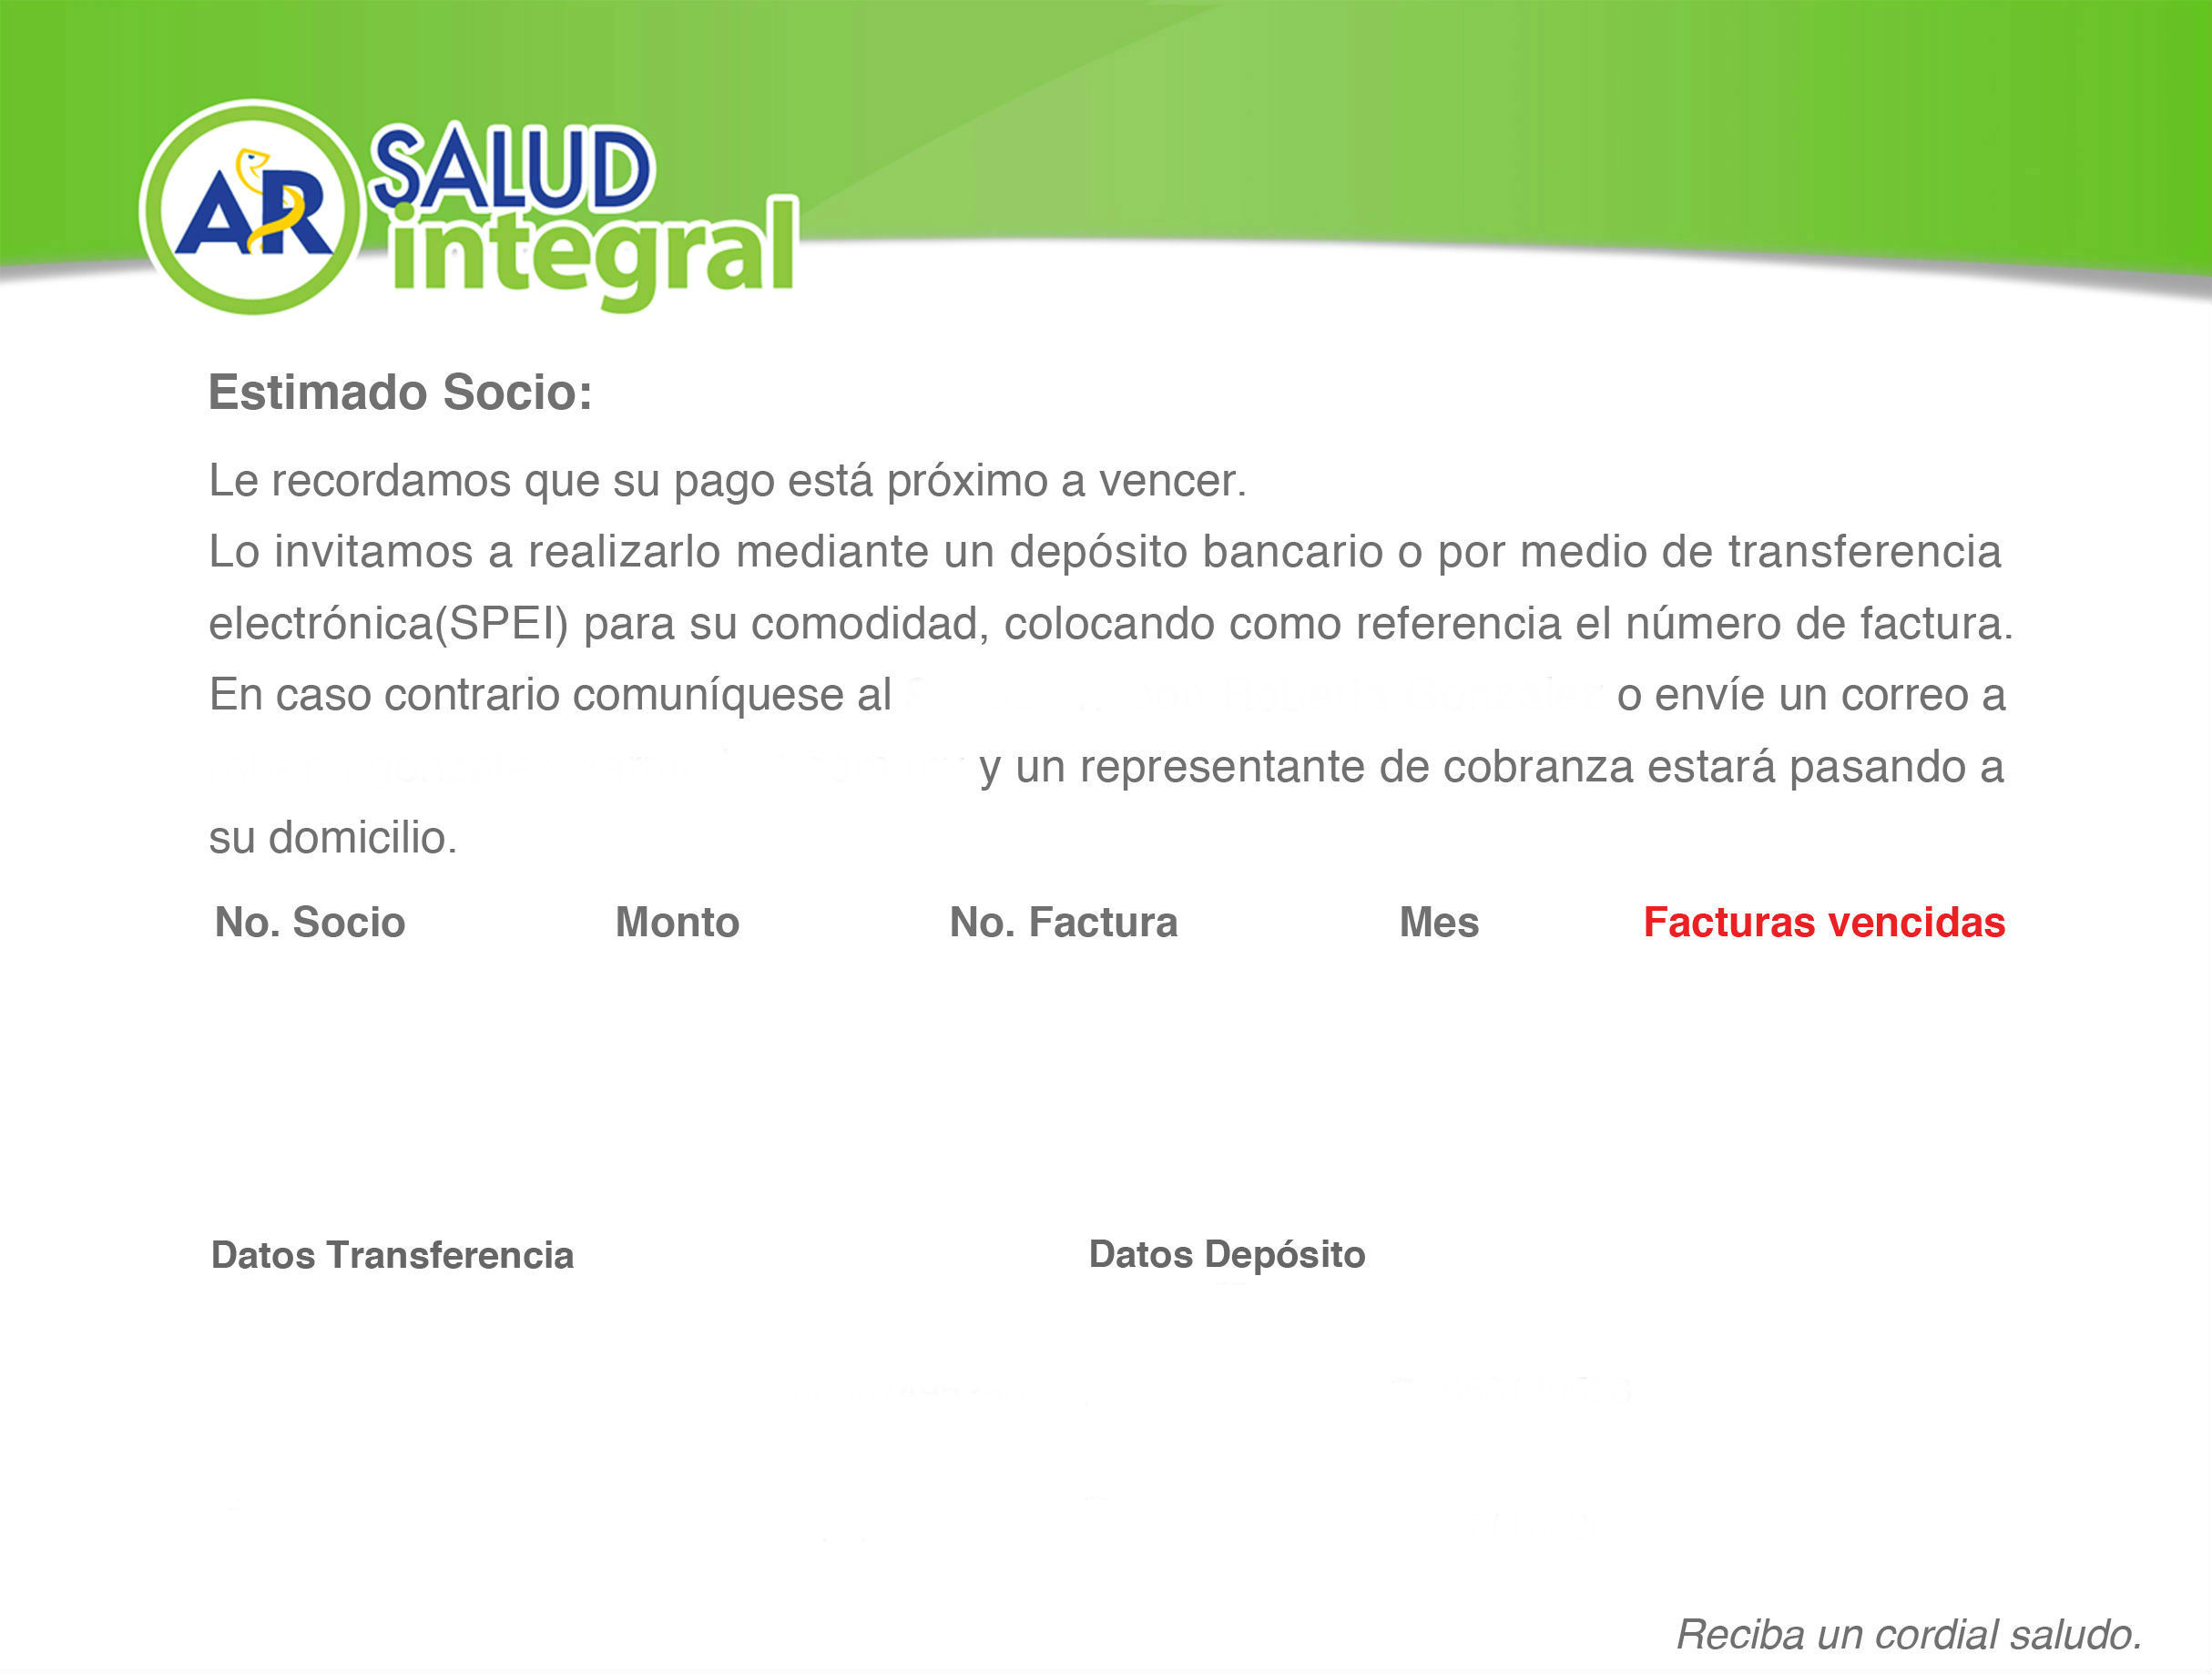 AR SALUD
integral
Estimado Socio:
Le recordamos que su pago está próximo a vencer.
Lo invitamos a realizarlo mediante un depósito bancario o por medio de transferencia
electrónica(SPEI) para su comodidad, colocando como referencia el número de factura.
En caso contrario comuníquese al o envíe un correo a
y un representante de cobranza estará pasando a
su domicilio.
No. Socio Monto No. Factura Mes Facturas vencidas
Datos Transferencia Datos Depósito
Reciba un cordial saludo.